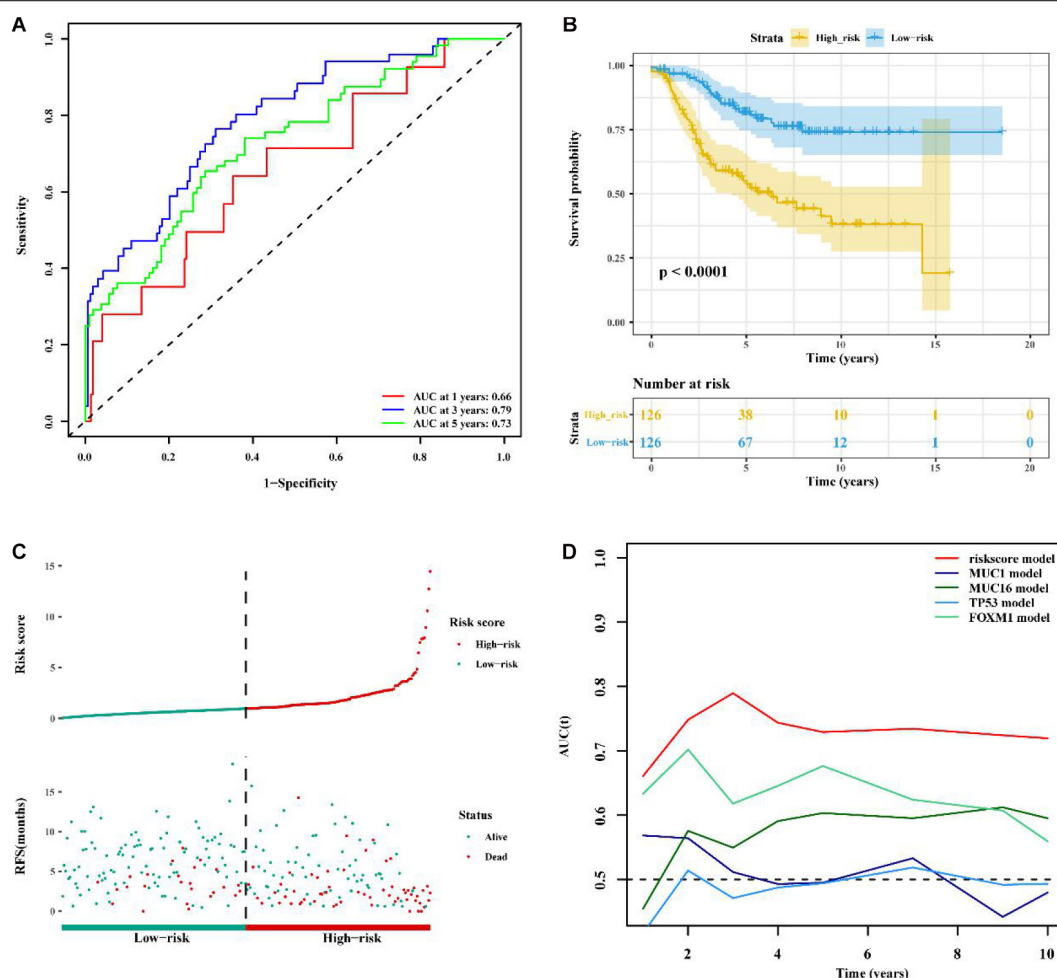 A
Sensitivity
1.0
0.8
0.6
0.4
0.2
0.0
AUC at 1 years: 0.66
AUC at 3 years: 0.79
AUC at 5 years: 0.73
0.0 0.2 0.4 0.6 0.8 1.0
1−Specificity
B
Strata High_risk Low−risk
Survival probability
1.00
0.75
0.50
0.25
0.00
p < 0.0001
0 5 10 15 20
Time (years)
Number at risk
Strata
High_risk 126 38 10 1 0
Low−risk 126 67 12 1 0
0 5 10 15 20
Time (years)
C
Risk score
15
10
5
0
Risk score
High−risk
Low−risk
RFS(months)
15
10
5
0
Status
Alive
Dead
Low−risk High−risk
D
AUC(t)
1.0
0.9
0.8
0.7
0.6
0.5
riskscore model
MUC1 model
MUC16 model
TP53 model
FOXM1 model
2 4 6 8 10
Time (years)